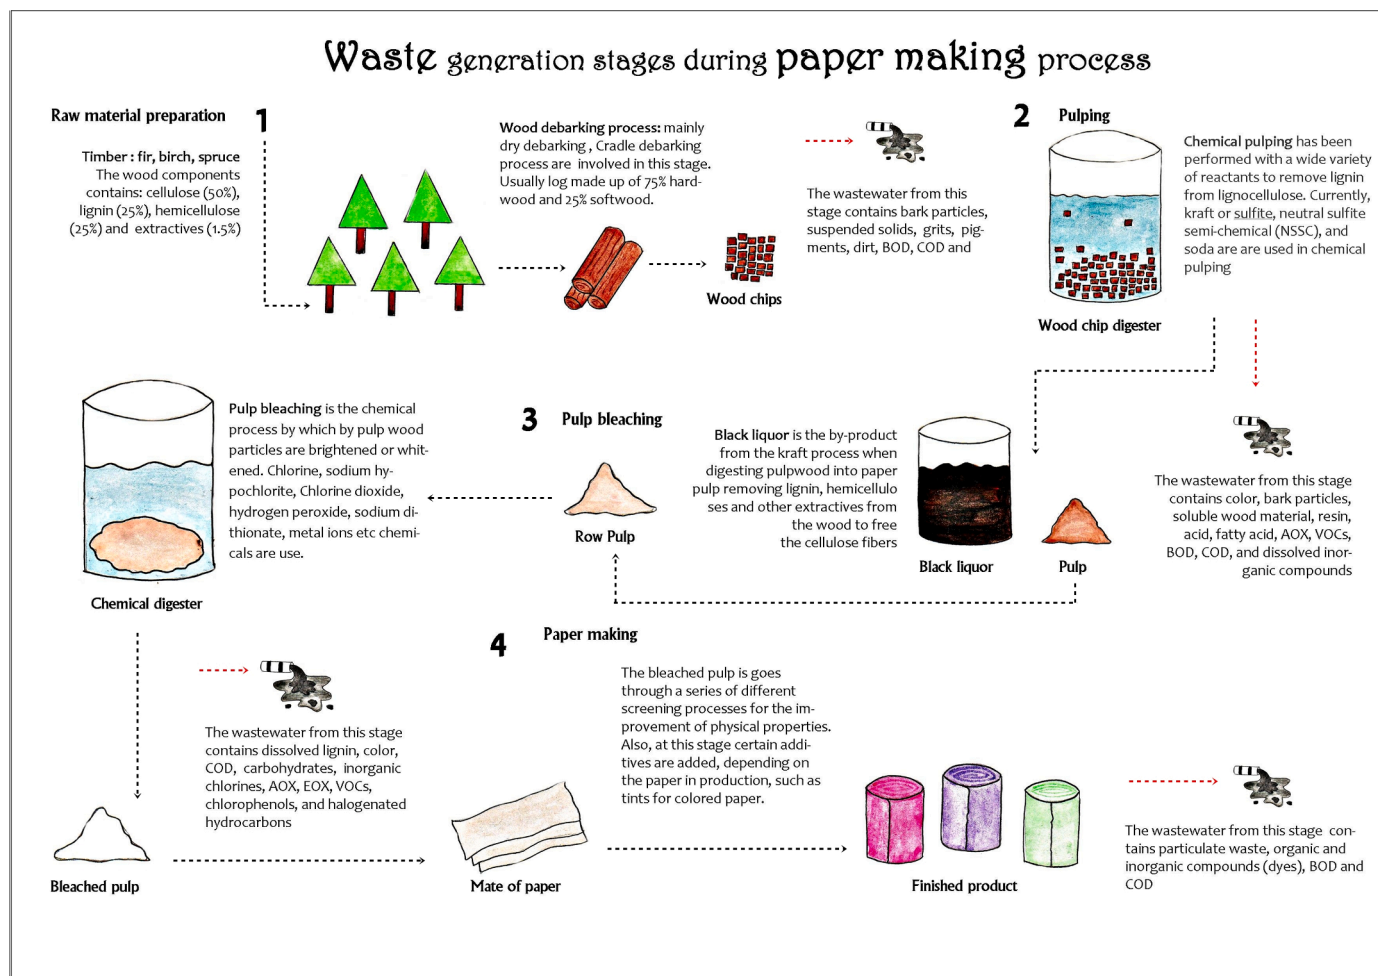 Waste generation stages during paper making process
Raw material preparation
1
Timber : fir, birch, spruce
The wood components
contains: cellulose (50%),
lignin (25%), hemicellulose
(25%) and extractives (1.5%)
Wood debarking process: mainly
dry debarking , Cradle debarking
process are involved in this stage.
Usually log made up of 75% hard-
wood and 25% softwood.
Wood chips
The wastewater from this
stage contains bark particles,
suspended solids, grits, pig-
ments, dirt, BOD, COD and
2
Pulping
Chemical pulping has been
performed with a wide variety
of reactants to remove lignin
from lignocellulose. Currently,
kraft or sulfite, neutral sulfite
semi-chemical (NSSC), and
soda are are used in chemical
pulping
Wood chip digester
The wastewater from this stage
contains color, bark particles,
soluble wood material, resin,
acid, fatty acid, AOX, VOCs,
BOD, COD, and dissolved inor-
ganic compounds
Black liquor is the by-product
from the kraft process when
digesting pulpwood into paper
pulp removing lignin, hemicellulo
ses and other extractives from
the wood to free
the cellulose fibers
Black liquor
Pulp
3
Pulp bleaching
Row Pulp
Pulp bleaching is the chemical
process by which by pulp wood
particles are brightened or whit-
ened. Chlorine, sodium hy-
pochlorite, Chlorine dioxide,
hydrogen peroxide, sodium di-
thionate, metal ions etc chemi-
cals are use.
Chemical digester
The wastewater from this stage
contains dissolved lignin, color,
COD, carbohydrates, inorganic
chlorines, AOX, EOX, VOCs,
chlorophenols, and halogenated
hydrocarbons
Bleached pulp
4
Paper making
The bleached pulp is goes
through a series of different
screening processes for the im-
provement of physical properties.
Also, at this stage certain addi-
tives are added, depending on
the paper in production, such as
tints for colored paper.
Mate of paper
Finished product
The wastewater from this stage con-
tains particulate waste, organic and
inorganic compounds (dyes), BOD and
COD